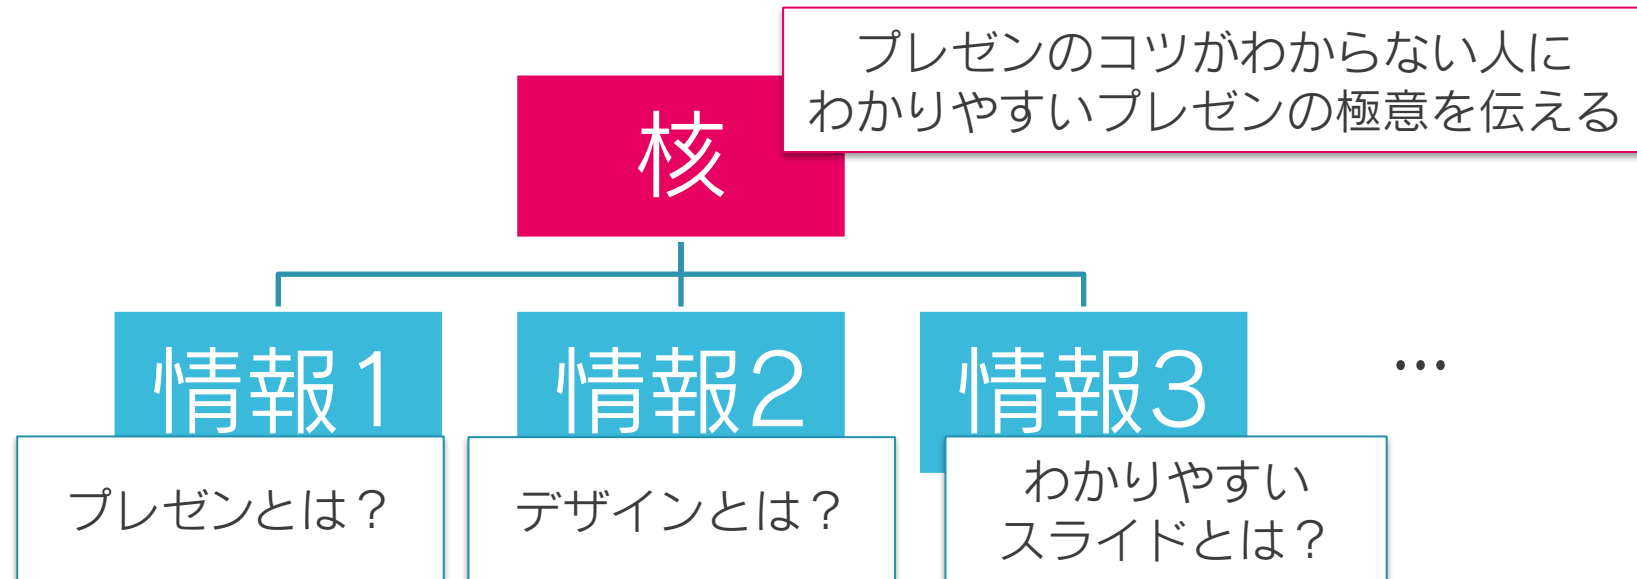 プレゼンのコツがわからない人に
わかりやすいプレゼンの極意を伝える
核
情報1
情報2
情報3
…
プレゼンとは？
デザインとは？
わかりやすい
スライドとは？